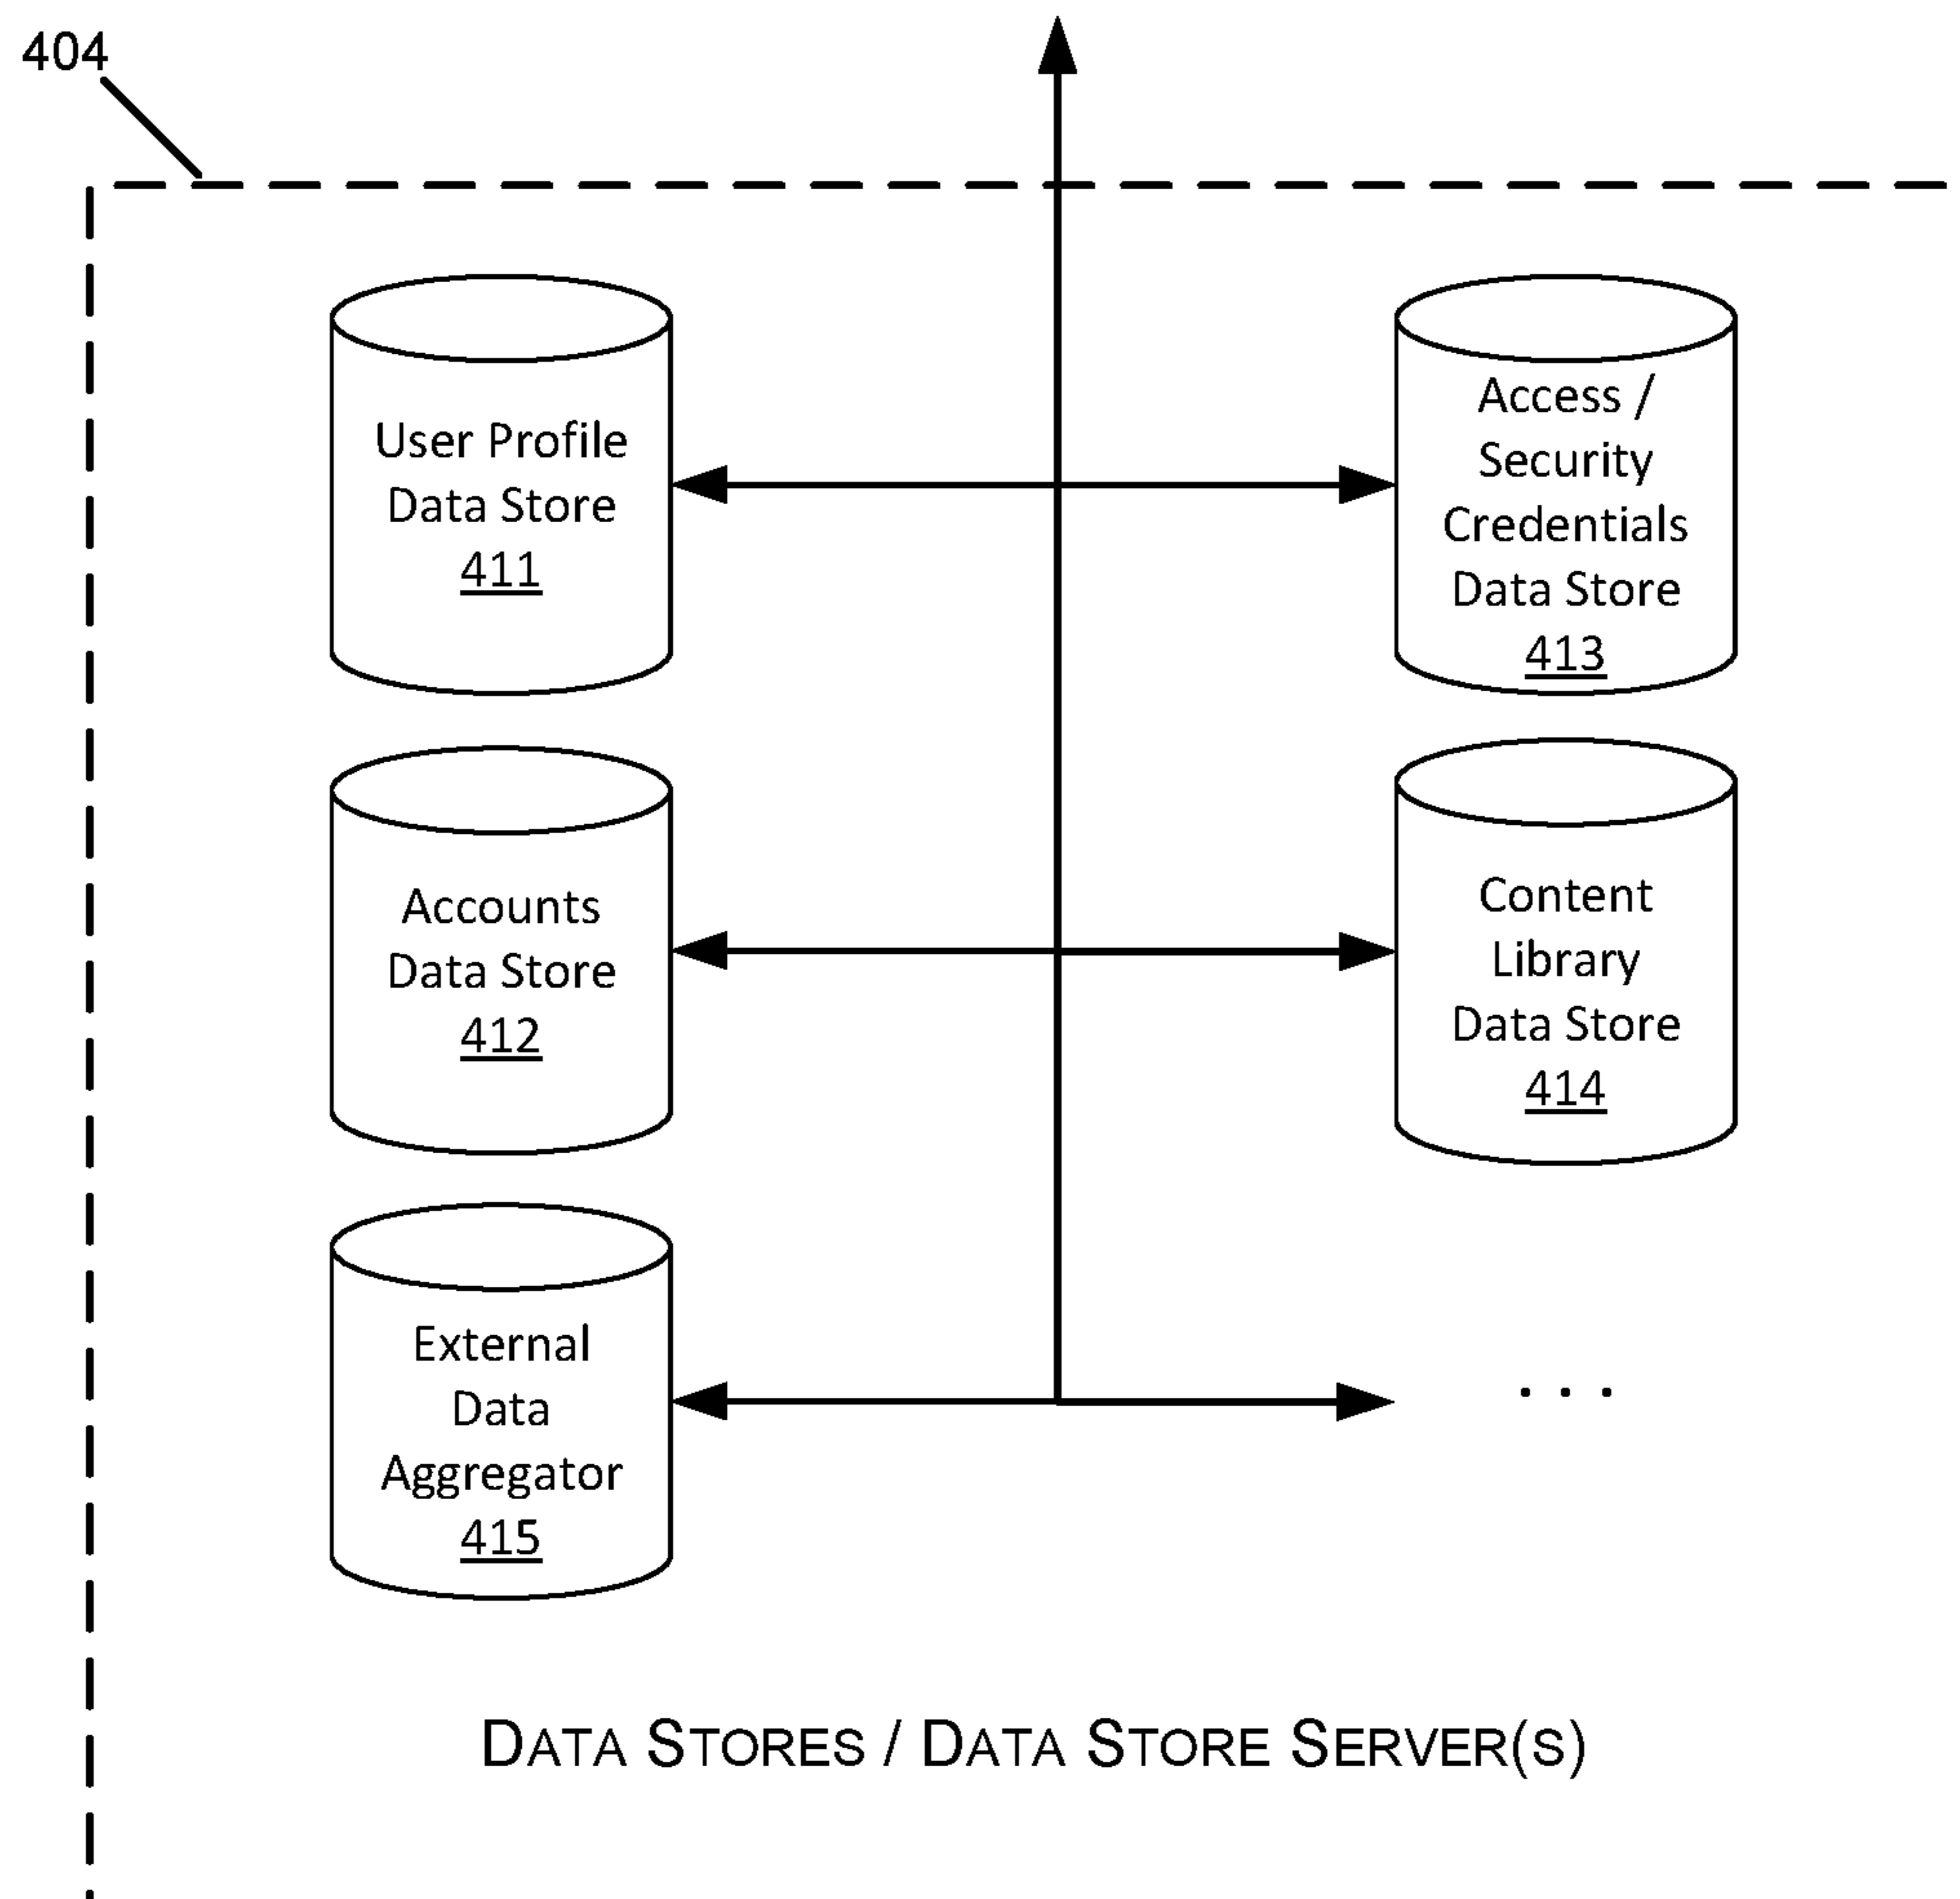 404
User Profile
Data Store
411
Access /
Security
Credentials
Data Store
413
Accounts
Data Store
412
Content
Library
Data Store
414
External
Data
Aggregator
415
. . .
DATA STORES / DATA STORE SERVER(S)